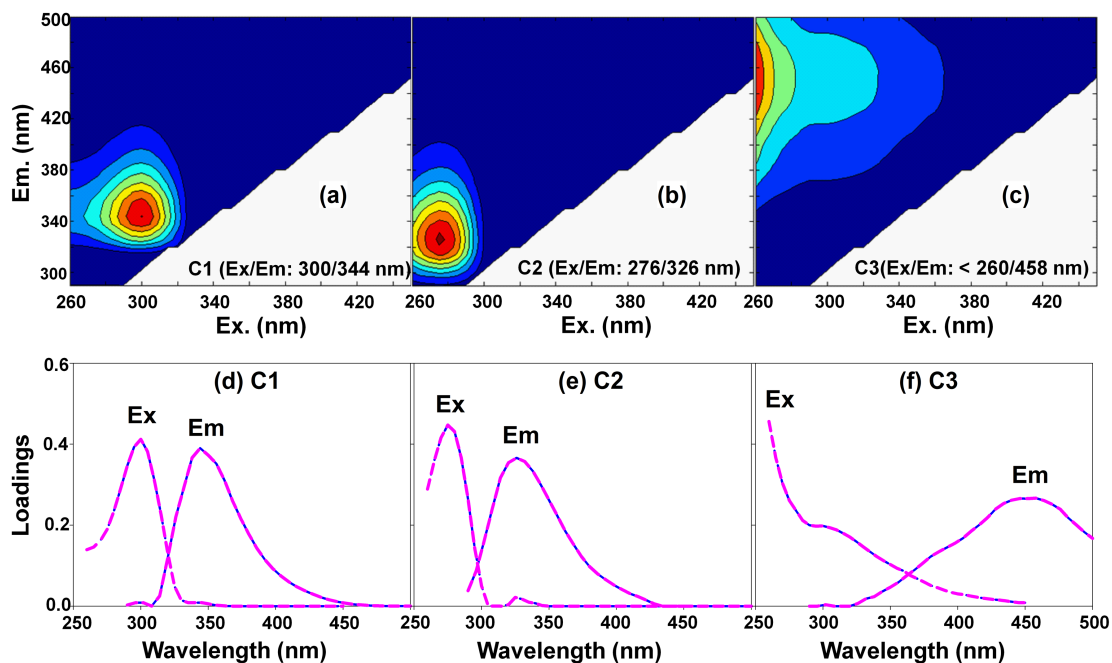 500
460
420
380
340
300
Em. (nm)
(a)
C1 (Ex/Em: 300/344 nm)
260 300 340 380 420
Ex. (nm)
(b)
C2 (Ex/Em: 276/326 nm)
260 300 340 380 420
Ex. (nm)
(c)
C3(Ex/Em: < 260/458 nm)
260 300 340 380 420
Ex. (nm)
0.6
0.4
0.2
0.0
Loadings
(d) C1
Ex
Em
250 300 350 400 450
Wavelength (nm)
(e) C2
Ex
Em
250 300 350 400 450
Wavelength (nm)
(f) C3
Ex
Em
250 300 350 400 450 500
Wavelength (nm)